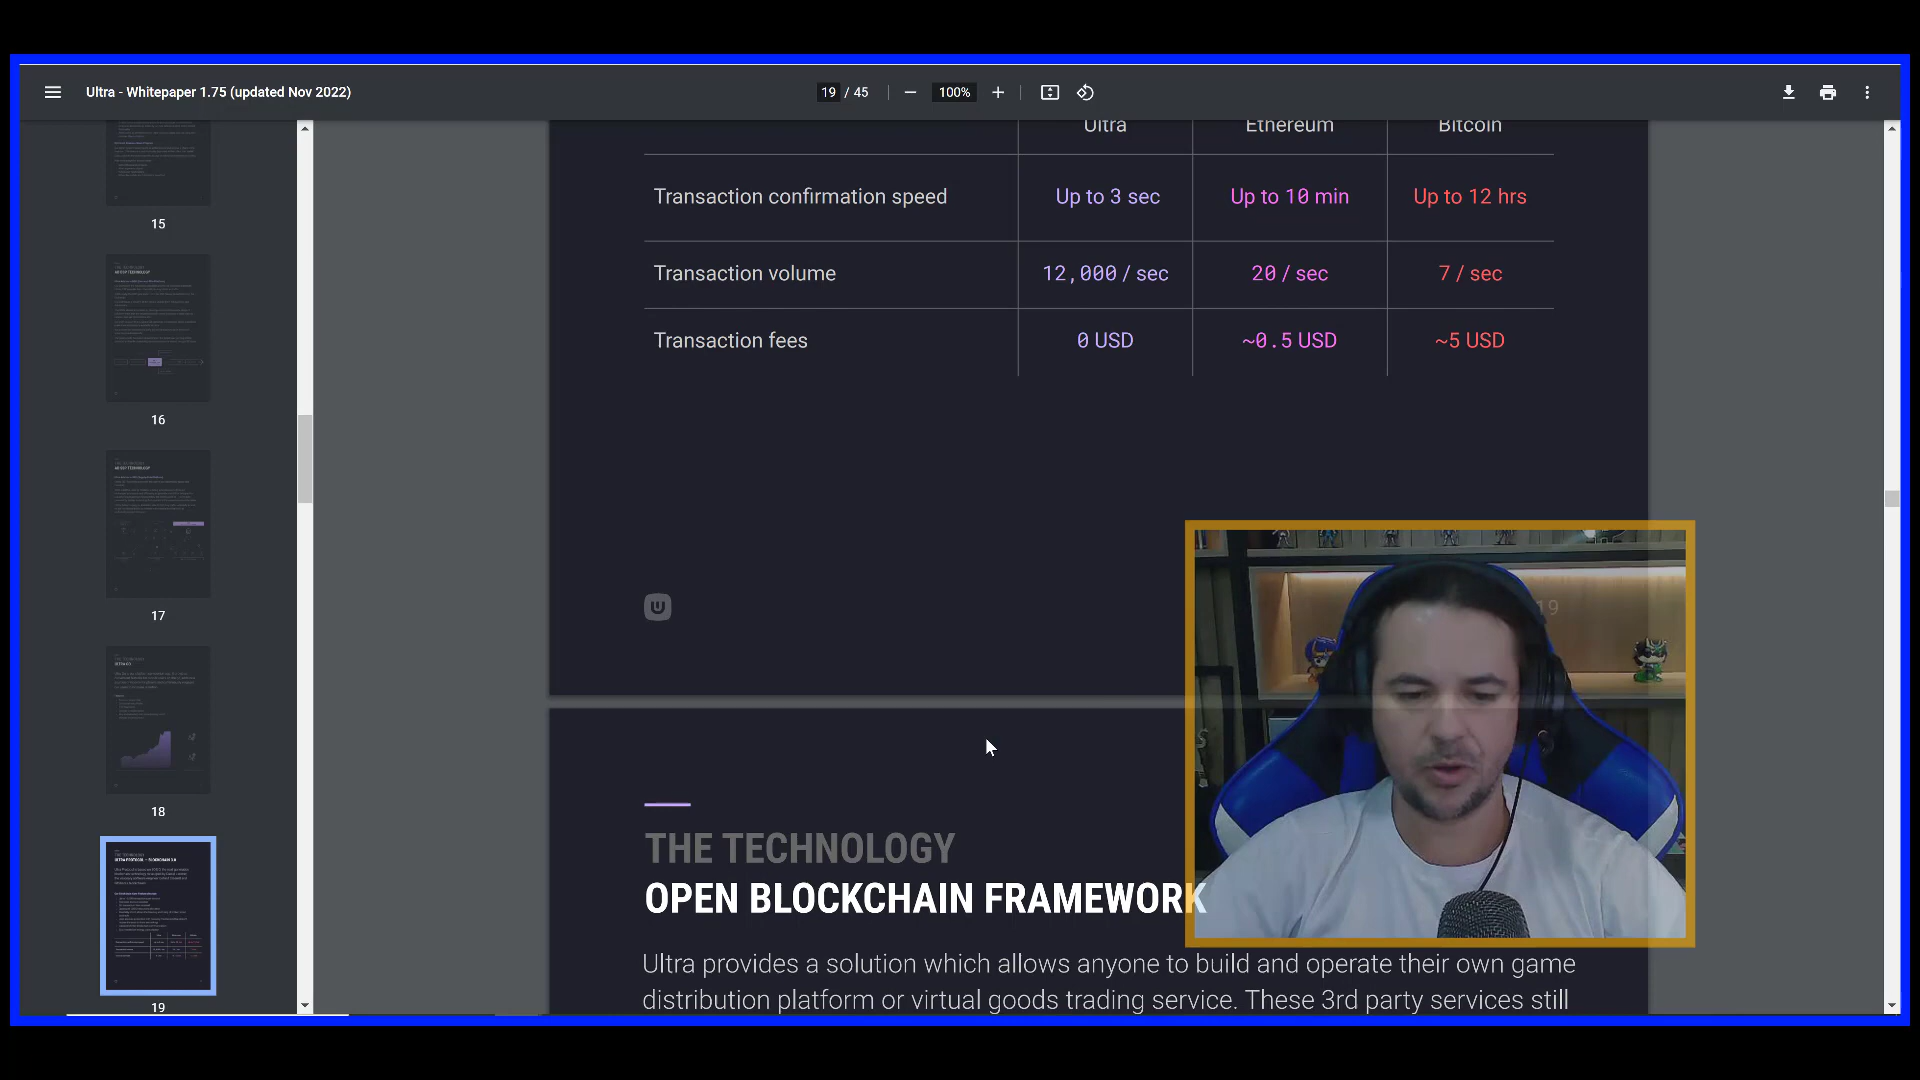 Ultra - Whitepaper 1.75 (updated Nov 2022)
19 / 45
100%
Ultra Ethereum Bitcoin
Transaction confirmation speed Up to 3 sec Up to 10 min Up to 12 hrs
Transaction volume 12,000 / sec 20 / sec 7 / sec
Transaction fees 0 USD ~0.5 USD ~5 USD
19
THE TECHNOLOGY
OPEN BLOCKCHAIN FRAMEWORK
Ultra provides a solution which allows anyone to build and operate their own game
distribution platform or virtual goods trading service. These 3rd party services still
15
16
17
18
19